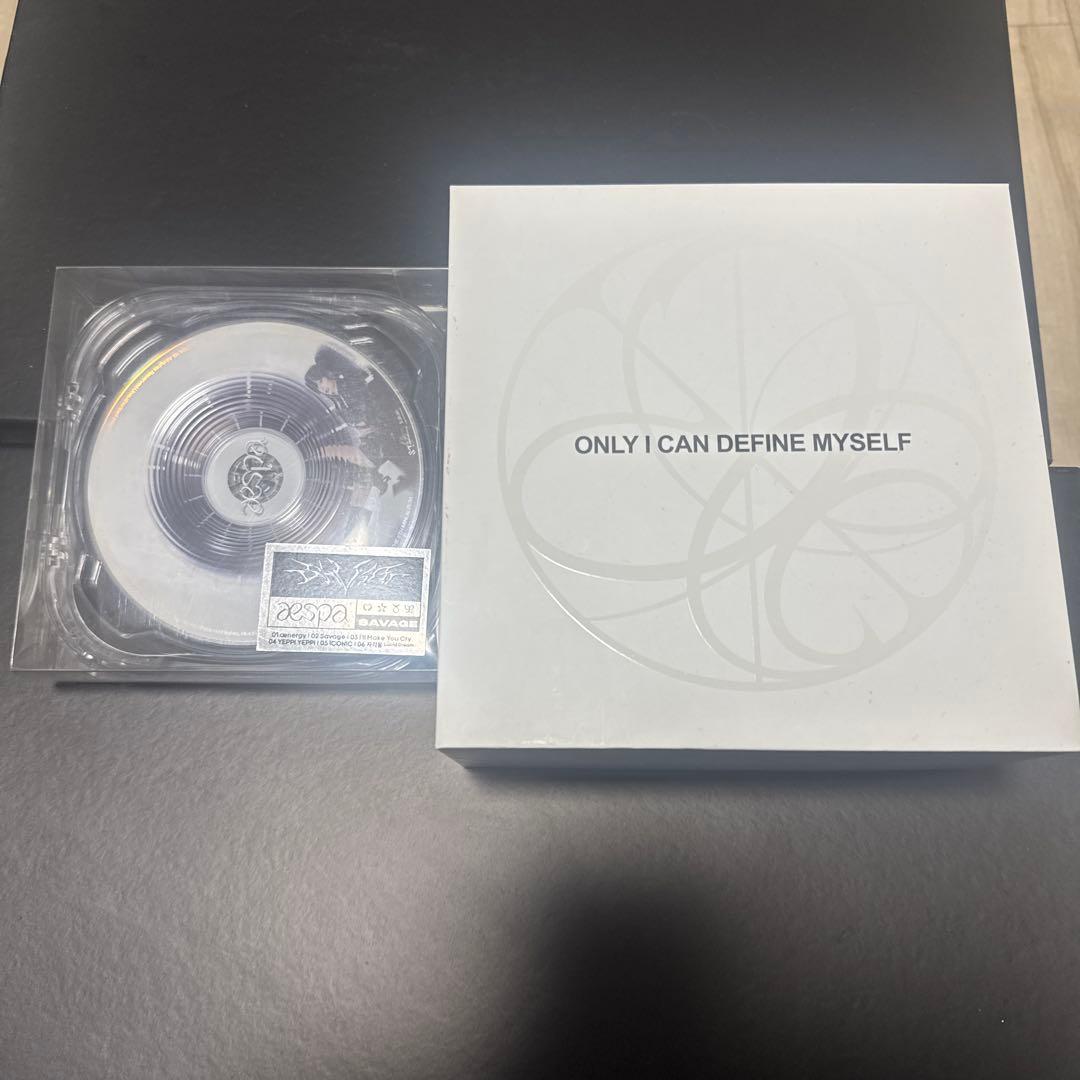 aespa
aespa
SAVAGE
01 ænergy | 02 Savage | 03 I'll Make You Cry
04 YEPPI YEPPI | 05 ICONIC | 06 자각몽 Lucid Dream
ONLY I CAN DEFINE MYSELF